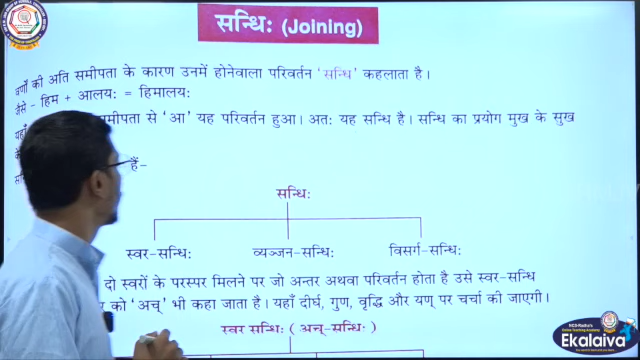 सन्धिः (Joining)
वर्णों की अति समीपता के कारण उनमें होनेवाला परिवर्तन ‘सन्धि’ कहलाता है।
जैसे - हिम + आलयः = हिमालयः
यहाँ समीपता से ‘आ’ यह परिवर्तन हुआ। अतः यह सन्धि है। सन्धि का प्रयोग मुख के सुख
हैं–
सन्धिः
स्वर-सन्धिः व्यञ्जन-सन्धिः विसर्ग-सन्धिः
दो स्वरों के परस्पर मिलने पर जो अन्तर अथवा परिवर्तन होता है उसे स्वर-सन्धि
को ‘अच्’ भी कहा जाता है। यहाँ दीर्घ, गुण, वृद्धि और यण् पर चर्चा की जाएगी।
स्वर सन्धिः ( अच्-सन्धिः )
Ekalaiva